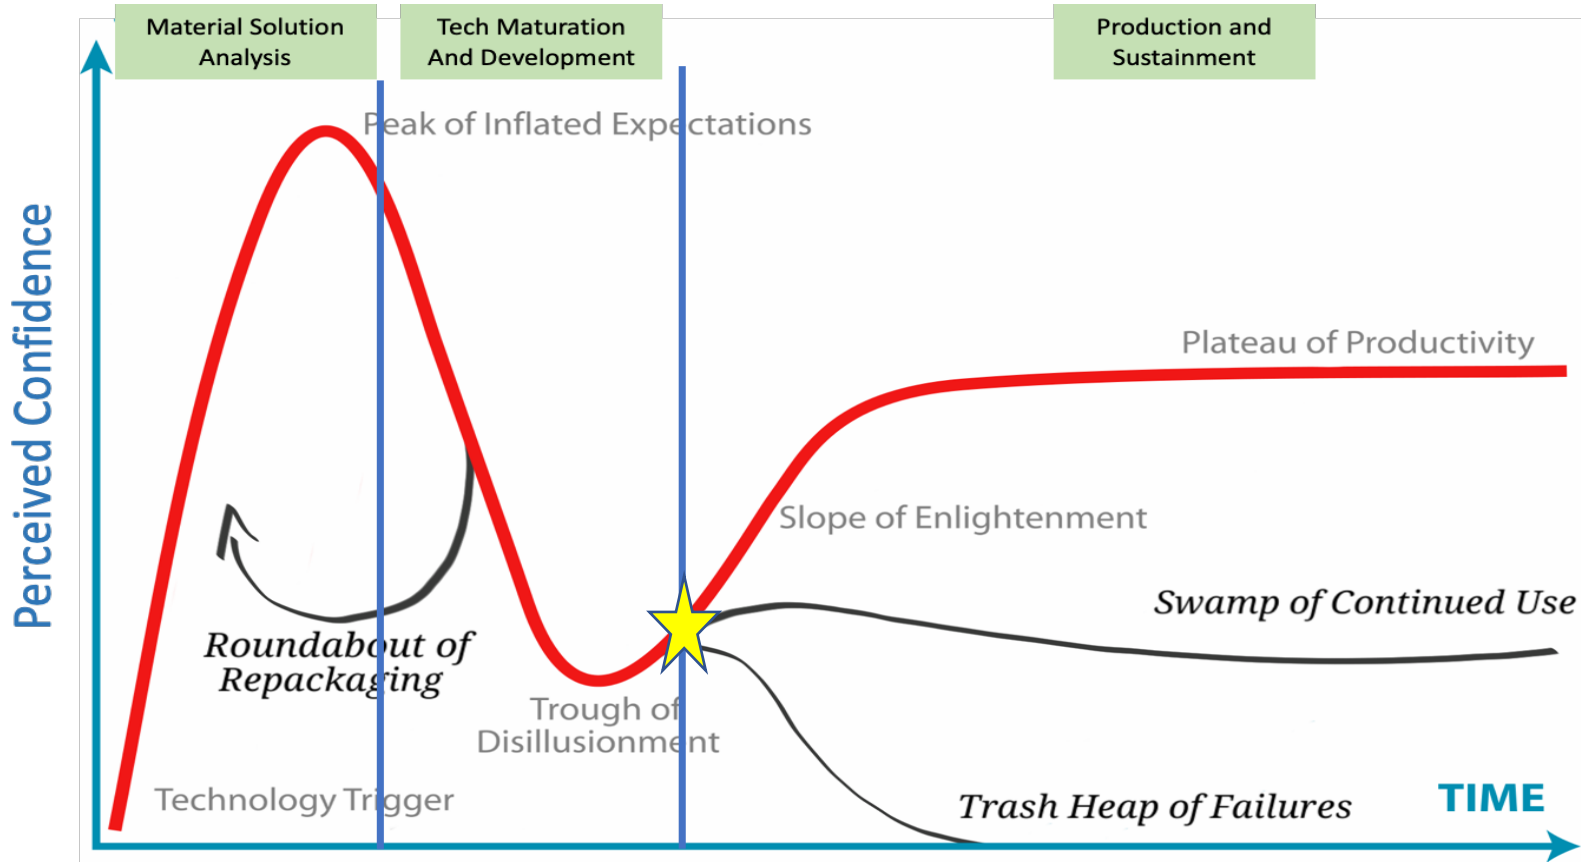 Material Solution
Analysis
Tech Maturation
And Development
Production and
Sustainment
Peak of Inflated Expectations
Perceived Confidence
Plateau of Productivity
Slope of Enlightenment
Swamp of Continued Use
Roundabout of
Repackaging
Trough of
Disillusionment
Technology Trigger
Trash Heap of Failures
TIME